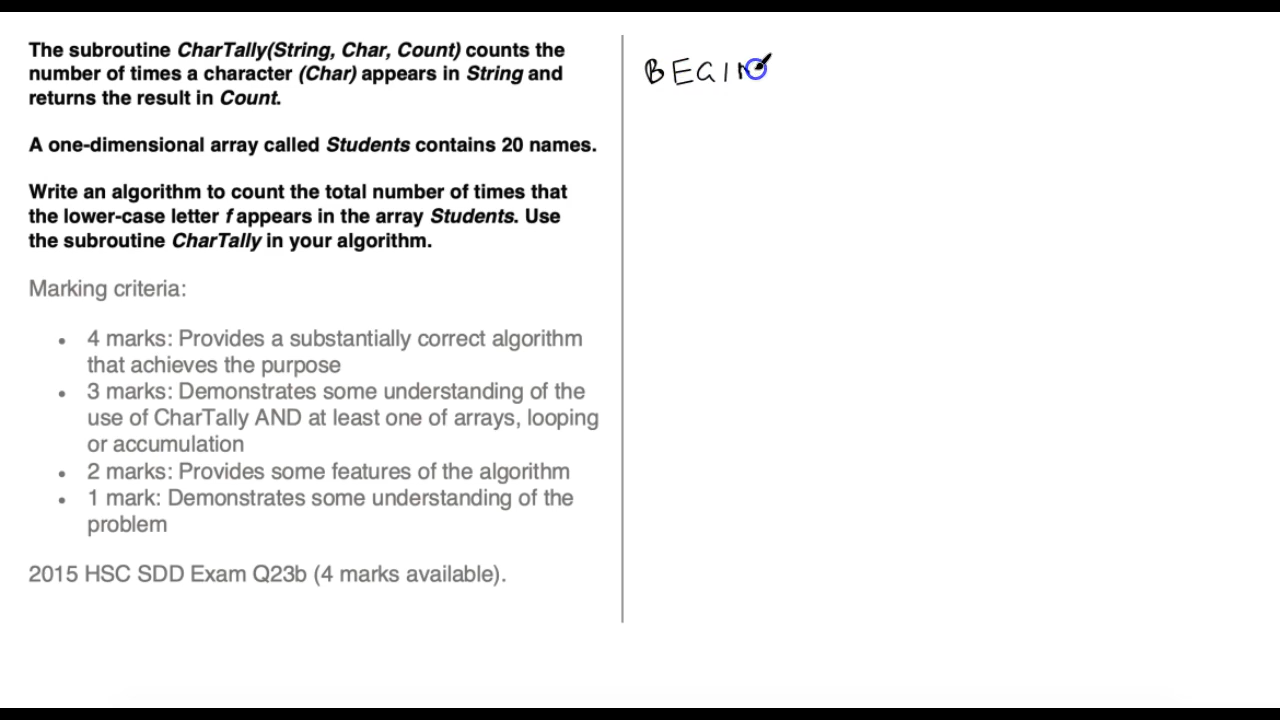 The subroutine CharTally(String, Char, Count) counts the
number of times a character (Char) appears in String and
returns the result in Count.
A one-dimensional array called Students contains 20 names.
Write an algorithm to count the total number of times that
the lower-case letter f appears in the array Students. Use
the subroutine CharTally in your algorithm.
Marking criteria:
• 4 marks: Provides a substantially correct algorithm
that achieves the purpose
• 3 marks: Demonstrates some understanding of the
use of CharTally AND at least one of arrays, looping
or accumulation
• 2 marks: Provides some features of the algorithm
• 1 mark: Demonstrates some understanding of the
problem
2015 HSC SDD Exam Q23b (4 marks available).
BEGIN